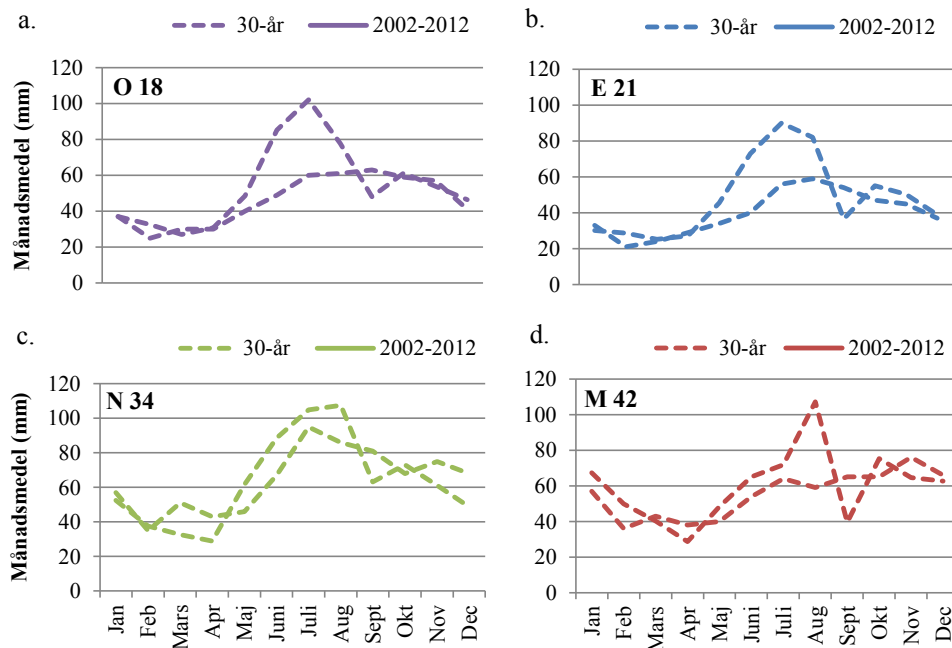 a.
30-år 2002-2012
O 18
Månadsmedel (mm)
120
100
80
60
40
20
0
b.
30-år 2002-2012
E 21
120
100
80
60
40
20
0
c.
30-år 2002-2012
N 34
Månadsmedel (mm)
120
100
80
60
40
20
0
Jan Feb Mars Apr Maj Juni Juli Aug Sept Okt Nov Dec
d.
30-år 2002-2012
M 42
120
100
80
60
40
20
0
Jan Feb Mars Apr Maj Juni Juli Aug Sept Okt Nov Dec